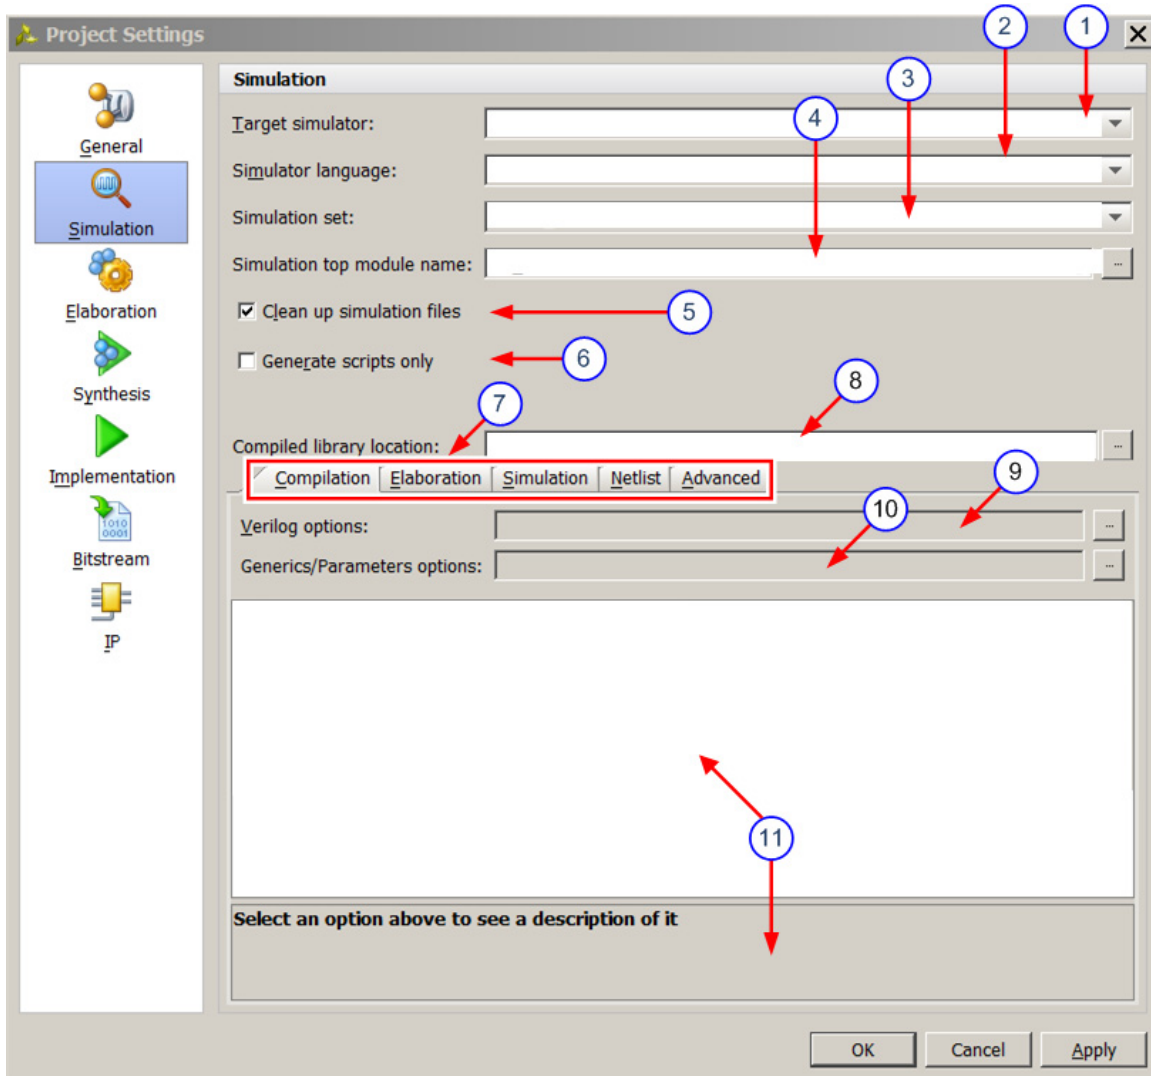 Project Settings
2
1
Simulation
3
Target simulator:
4
General
Simulator language:
Simulation
Simulation set:
Simulation top module name:
...
Elaboration
Clean up simulation files
5
Generate scripts only
6
Synthesis
7
8
Compiled library location:
...
Implementation
Compilation Elaboration Simulation Netlist Advanced
9
10
Verilog options:
...
1010
0001
Bitstream
Generics/Parameters options:
...
IP
11
Select an option above to see a description of it
OK Cancel Apply